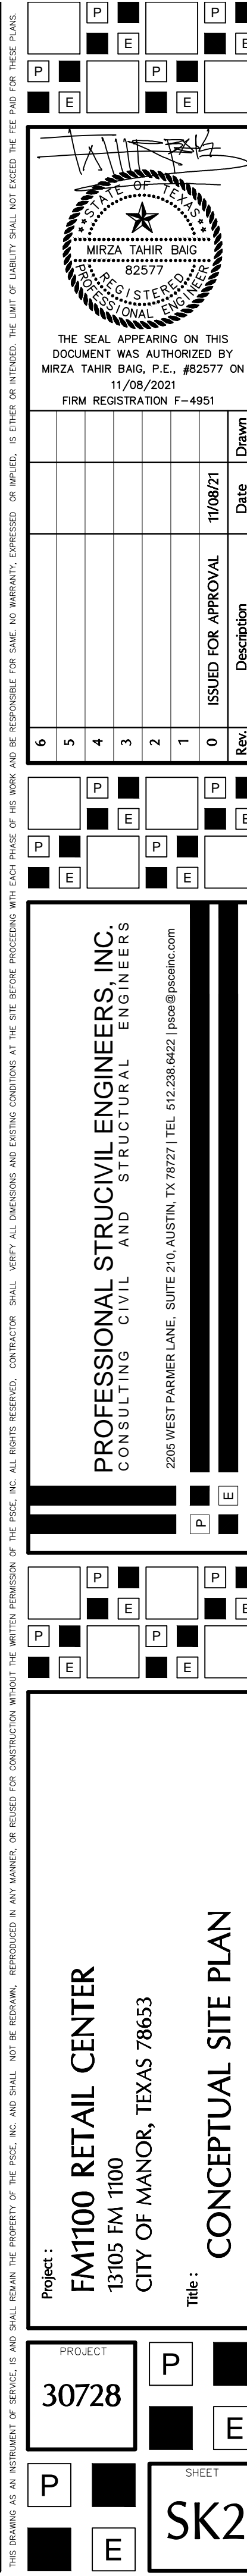 THIS DRAWING AS AN INSTRUMENT OF SERVICE, IS AND SHALL REMAIN THE PROPERTY OF THE PSCE, INC. AND SHALL NOT BE REDRAWN, REPRODUCED IN ANY MANNER, OR REUSED FOR CONSTRUCTION WITHOUT THE WRITTEN PERMISSION OF THE PSCE, INC. ALL RIGHTS RESERVED, CONTRACTOR SHALL VERIFY ALL DIMENSIONS AND EXISTING CONDITIONS AT THE SITE BEFORE PROCEEDING WITH EACH PHASE OF HIS WORK AND BE RESPONSIBLE FOR SAME. NO WARRANTY, EXPRESSED OR IMPLIED, IS EITHER OR INTENDED. THE LIMIT OF LIABILITY SHALL NOT EXCEED THE FEE PAID FOR THESE PLANS.
P P
E E
P P
E E
STATE OF TEXAS
MIRZA TAHIR BAIG
82577
REGISTERED
PROFESSIONAL ENGINEER
THE SEAL APPEARING ON THIS
DOCUMENT WAS AUTHORIZED BY
MIRZA TAHIR BAIG, P.E., #82577 ON
11/08/2021
FIRM REGISTRATION F-4951
6
5
4
3
2
1
0 ISSUED FOR APPROVAL 11/08/21
Rev. Description Date Drawn
P P
E E
P P
E E
PROFESSIONAL STRUCIVIL ENGINEERS, INC.
CONSULTING CIVIL AND STRUCTURAL ENGINEERS
2205 WEST PARMER LANE, SUITE 210, AUSTIN, TX 78727 | TEL 512.238.6422 | psce@psceinc.com
P
E
P P
E E
P P
E E
Project :
FM1100 RETAIL CENTER
13105 FM 1100
CITY OF MANOR, TEXAS 78653
Title :
CONCEPTUAL SITE PLAN
PROJECT
30728
P
E
P
E
SHEET
SK2